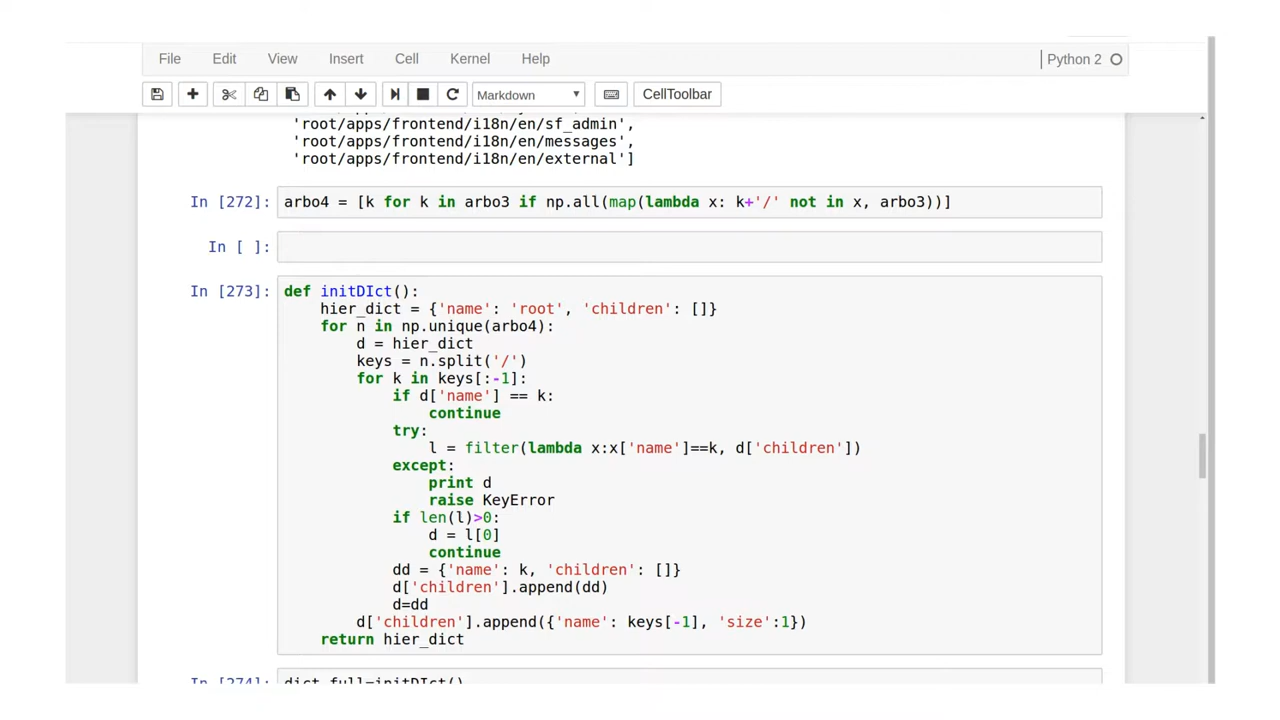 File Edit View Insert Cell Kernel Help Python 2
Markdown CellToolbar
'root/apps/frontend/i18n/en/sf_admin',
'root/apps/frontend/i18n/en/messages',
'root/apps/frontend/i18n/en/external']
In [272]: arbo4 = [k for k in arbo3 if np.all(map(lambda x: k+'/' not in x, arbo3))]
In [ ]:
In [273]: def initDIct():
    hier_dict = {'name': 'root', 'children': []}
    for n in np.unique(arbo4):
        d = hier_dict
        keys = n.split('/')
        for k in keys[:-1]:
            if d['name'] == k:
                continue
            try:
                l = filter(lambda x:x['name']==k, d['children'])
            except:
                print d
                raise KeyError
            if len(l)>0:
                d = l[0]
                continue
            dd = {'name': k, 'children': []}
            d['children'].append(dd)
            d=dd
        d['children'].append({'name': keys[-1], 'size':1})
    return hier_dict
In [274]: dict_full=initDIct()